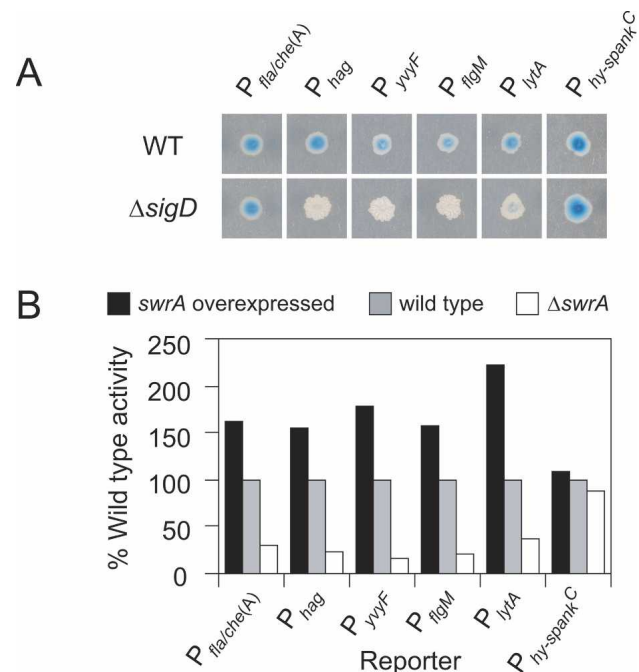 A
P fla/che(A) P hag P yvyF P flgM P lytA P hy-spank C
WT
ΔsigD
B
swrA overexpressed wild type ΔswrA
% Wild type activity
250
200
150
100
50
0
P fla/che(A) P hag P yvyF P flgM P lytA P hy-spank C
Reporter